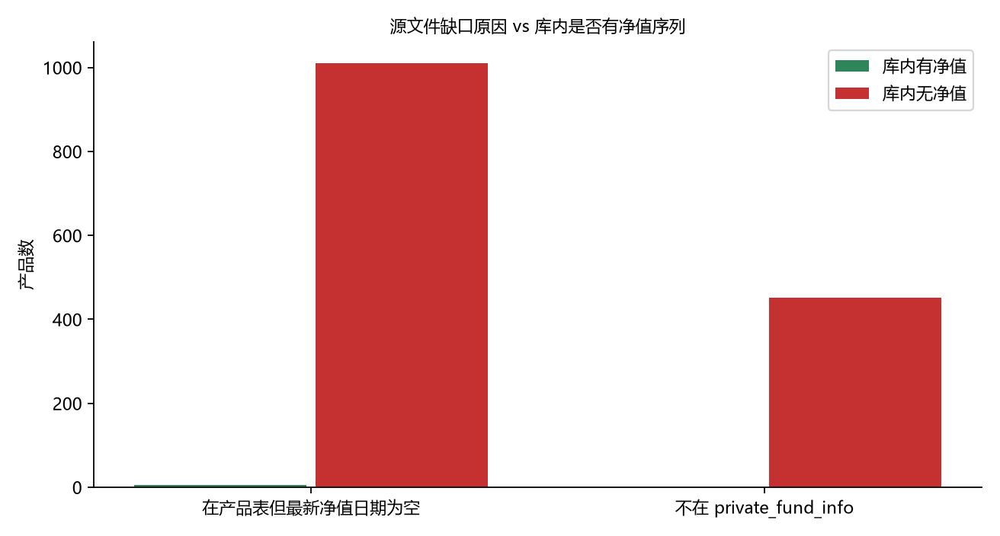 源文件缺口原因 vs 库内是否有净值序列
库内有净值
库内无净值
产品数
1000
800
600
400
200
0
在产品表但最新净值日期为空
不在 private_fund_info